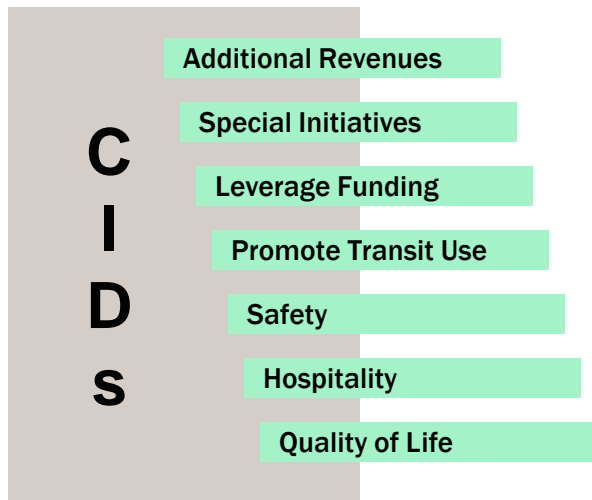 C
I
D
s
Additional Revenues
Special Initiatives
Leverage Funding
Promote Transit Use
Safety
Hospitality
Quality of Life